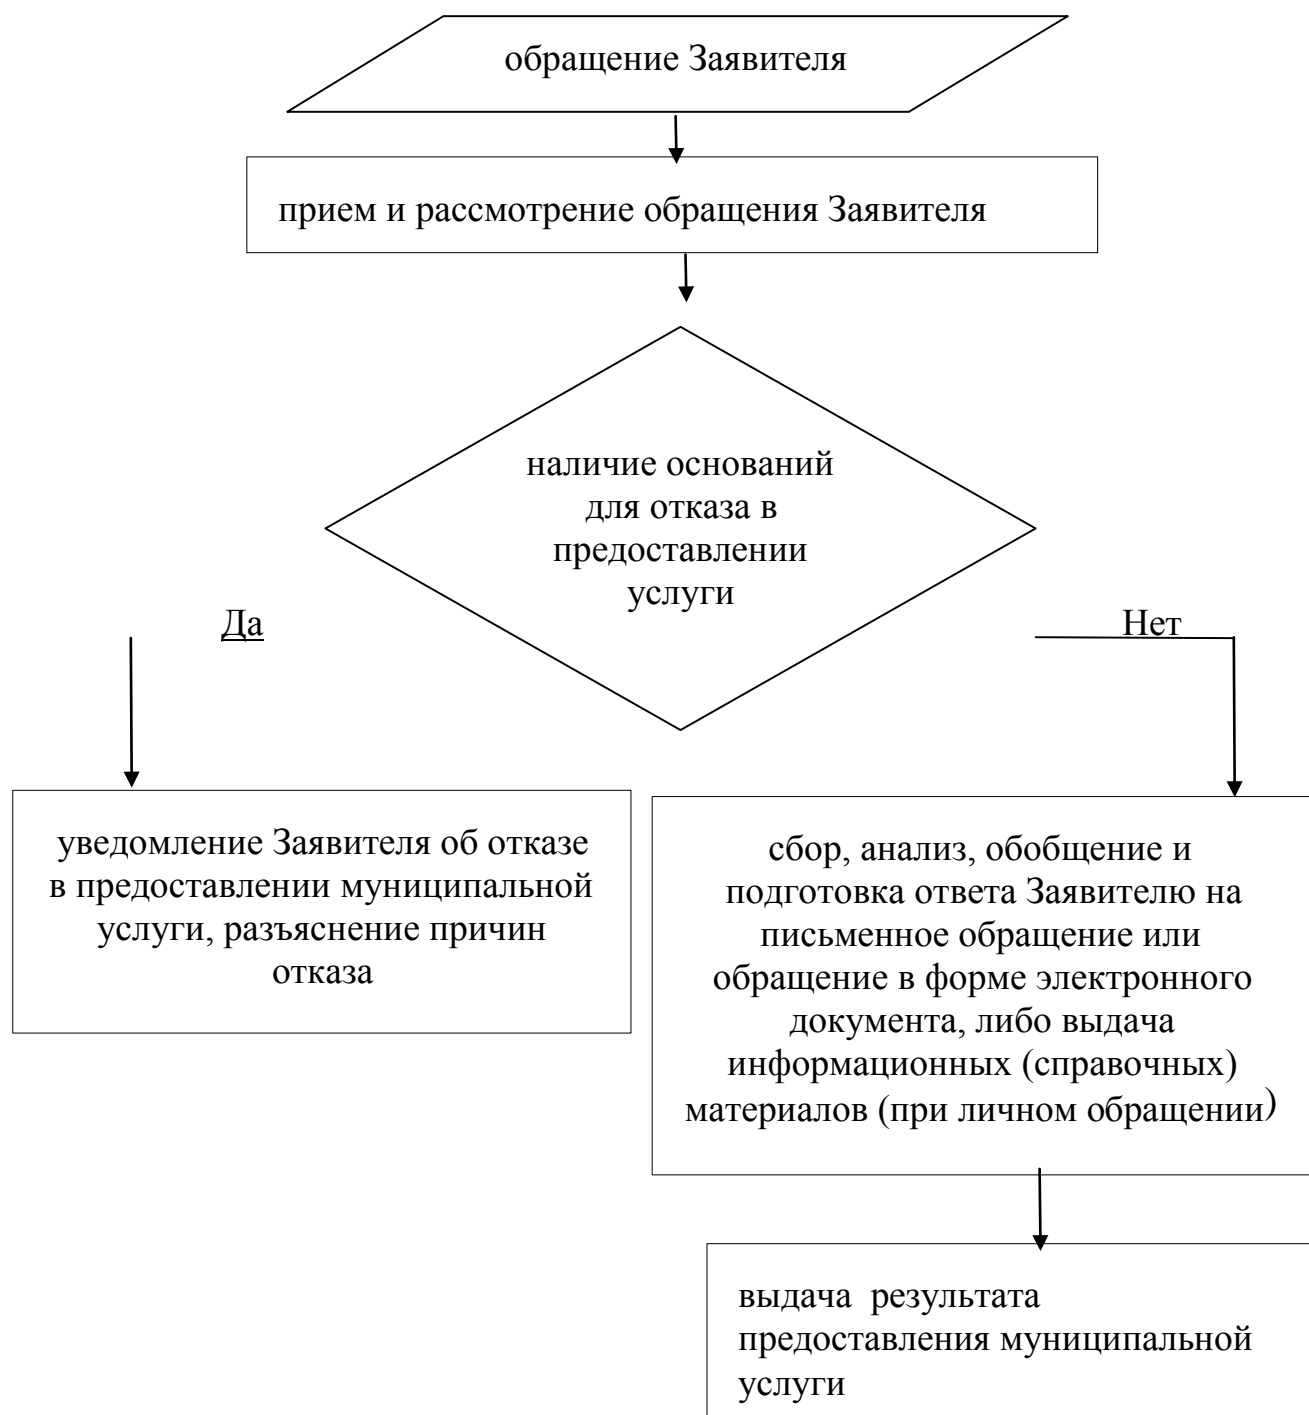 обращение Заявителя
прием и рассмотрение обращения Заявителя
наличие оснований
для отказа в
предоставлении
услуги
Да
Нет
уведомление Заявителя об отказе
в предоставлении муниципальной
услуги, разъяснение причин
отказа
сбор, анализ, обобщение и
подготовка ответа Заявителю на
письменное обращение или
обращение в форме электронного
документа, либо выдача
информационных (справочных)
материалов (при личном обращении)
выдача  результата
предоставления муниципальной
услуги